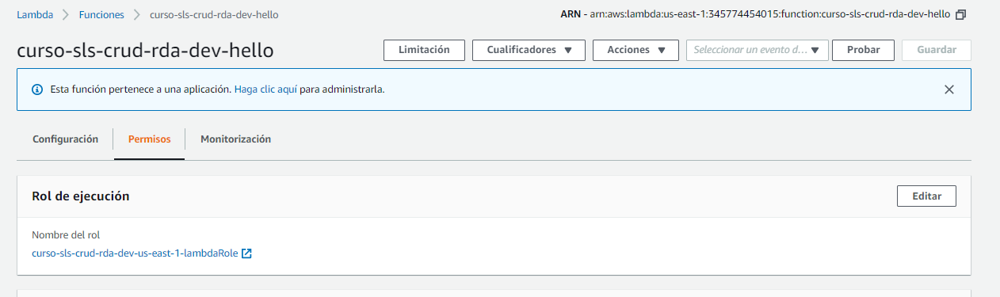 Lambda > Funciones > curso-sls-crud-rda-dev-hello ARN - arn:aws:lambda:us-east-1:345774454015:function:curso-sls-crud-rda-dev-hello
curso-sls-crud-rda-dev-hello Limitación Cualificadores Acciones Seleccionar un evento d... Probar Guardar
Esta función pertenece a una aplicación. Haga clic aquí para administrarla.
Configuración Permisos Monitorización
Rol de ejecución Editar
Nombre del rol
curso-sls-crud-rda-dev-us-east-1-lambdaRole